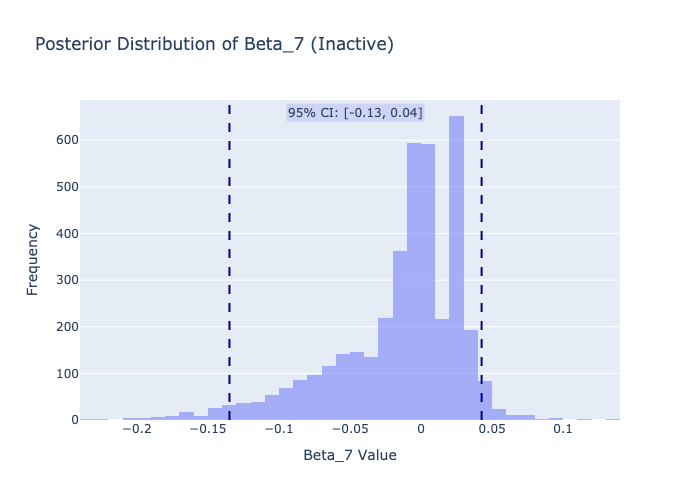 Posterior Distribution of Beta_7 (Inactive)
95% CI: [-0.13, 0.04]
600
500
400
300
200
100
0
Frequency
−0.2 −0.15 −0.1 −0.05 0 0.05 0.1
Beta_7 Value